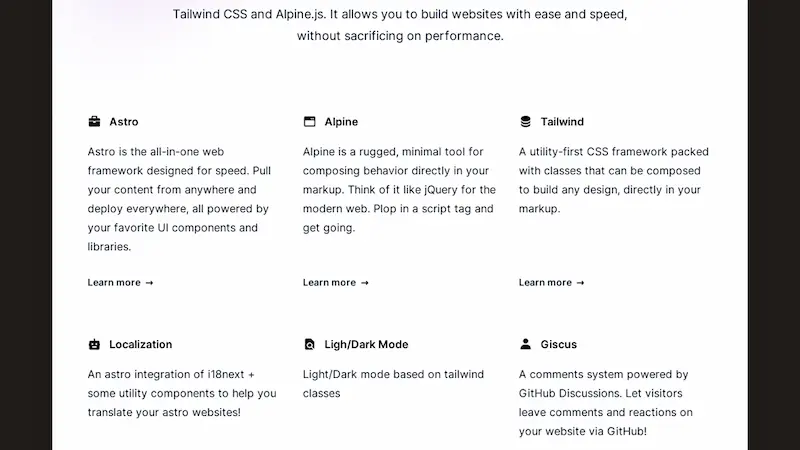 Tailwind CSS and Alpine.js. It allows you to build websites with ease and speed,
without sacrificing on performance.
Astro
Astro is the all-in-one web
framework designed for speed. Pull
your content from anywhere and
deploy everywhere, all powered by
your favorite UI components and
libraries.
Learn more →
Alpine
Alpine is a rugged, minimal tool for
composing behavior directly in your
markup. Think of it like jQuery for the
modern web. Plop in a script tag and
get going.
Learn more →
Tailwind
A utility-first CSS framework packed
with classes that can be composed
to build any design, directly in your
markup.
Learn more →
Localization
An astro integration of i18next +
some utility components to help you
translate your astro websites!
Ligh/Dark Mode
Light/Dark mode based on tailwind
classes
Giscus
A comments system powered by
GitHub Discussions. Let visitors
leave comments and reactions on
your website via GitHub!